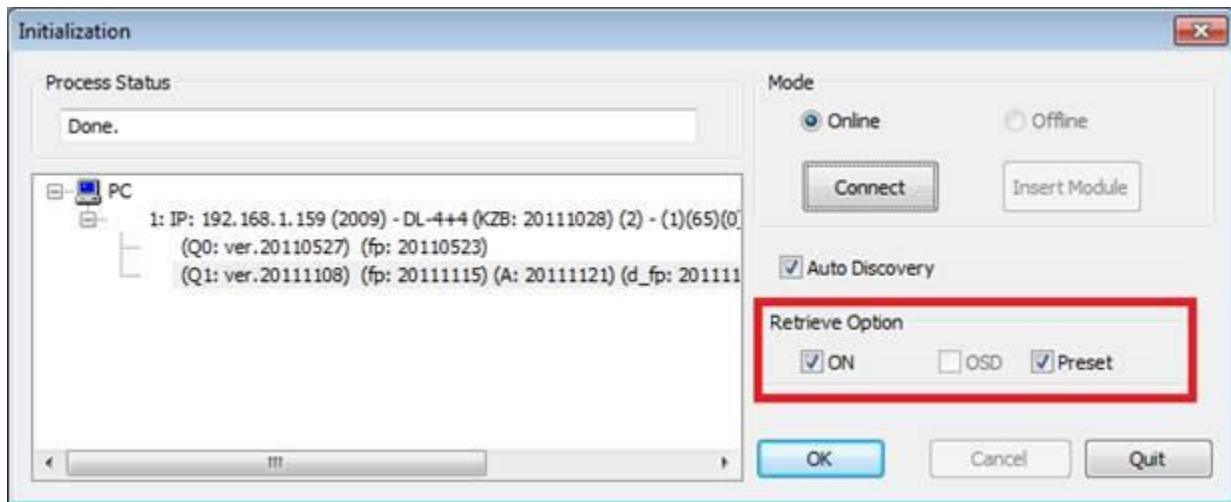 Initialization
Process Status
Done.
PC
1: IP: 192.168.1.159 (2009) - DL-4+4 (KZB: 20111028) (2) - (1)(65)(0)
(Q0: ver.20110527) (fp: 20110523)
(Q1: ver.20111108) (fp: 20111115) (A: 20111121) (d_fp: 201111
Mode
Online Offline
Connect Insert Module
Auto Discovery
Retrieve Option
ON OSD Preset
OK Cancel Quit